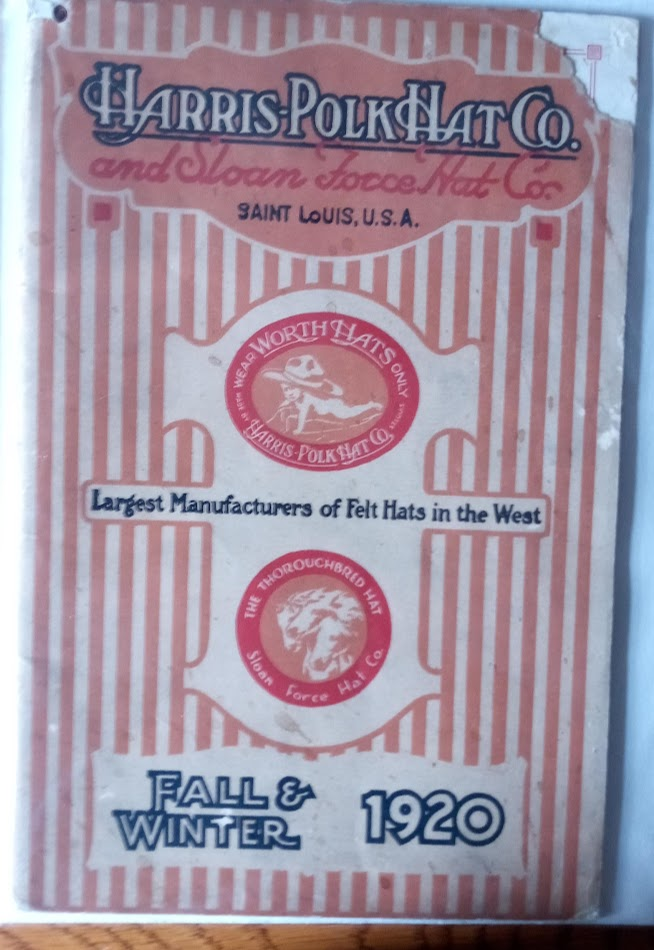 HARRIS-POLK HAT CO.
and Sloan Force Hat Co.
SAINT LOUIS, U.S.A.
WEAR WORTH HATS ONLY
HARRIS-POLK HAT CO.
Largest Manufacturers of Felt Hats in the West
THE THOROUGHBRED HAT
Sloan Force Hat Co.
FALL &
WINTER
1920